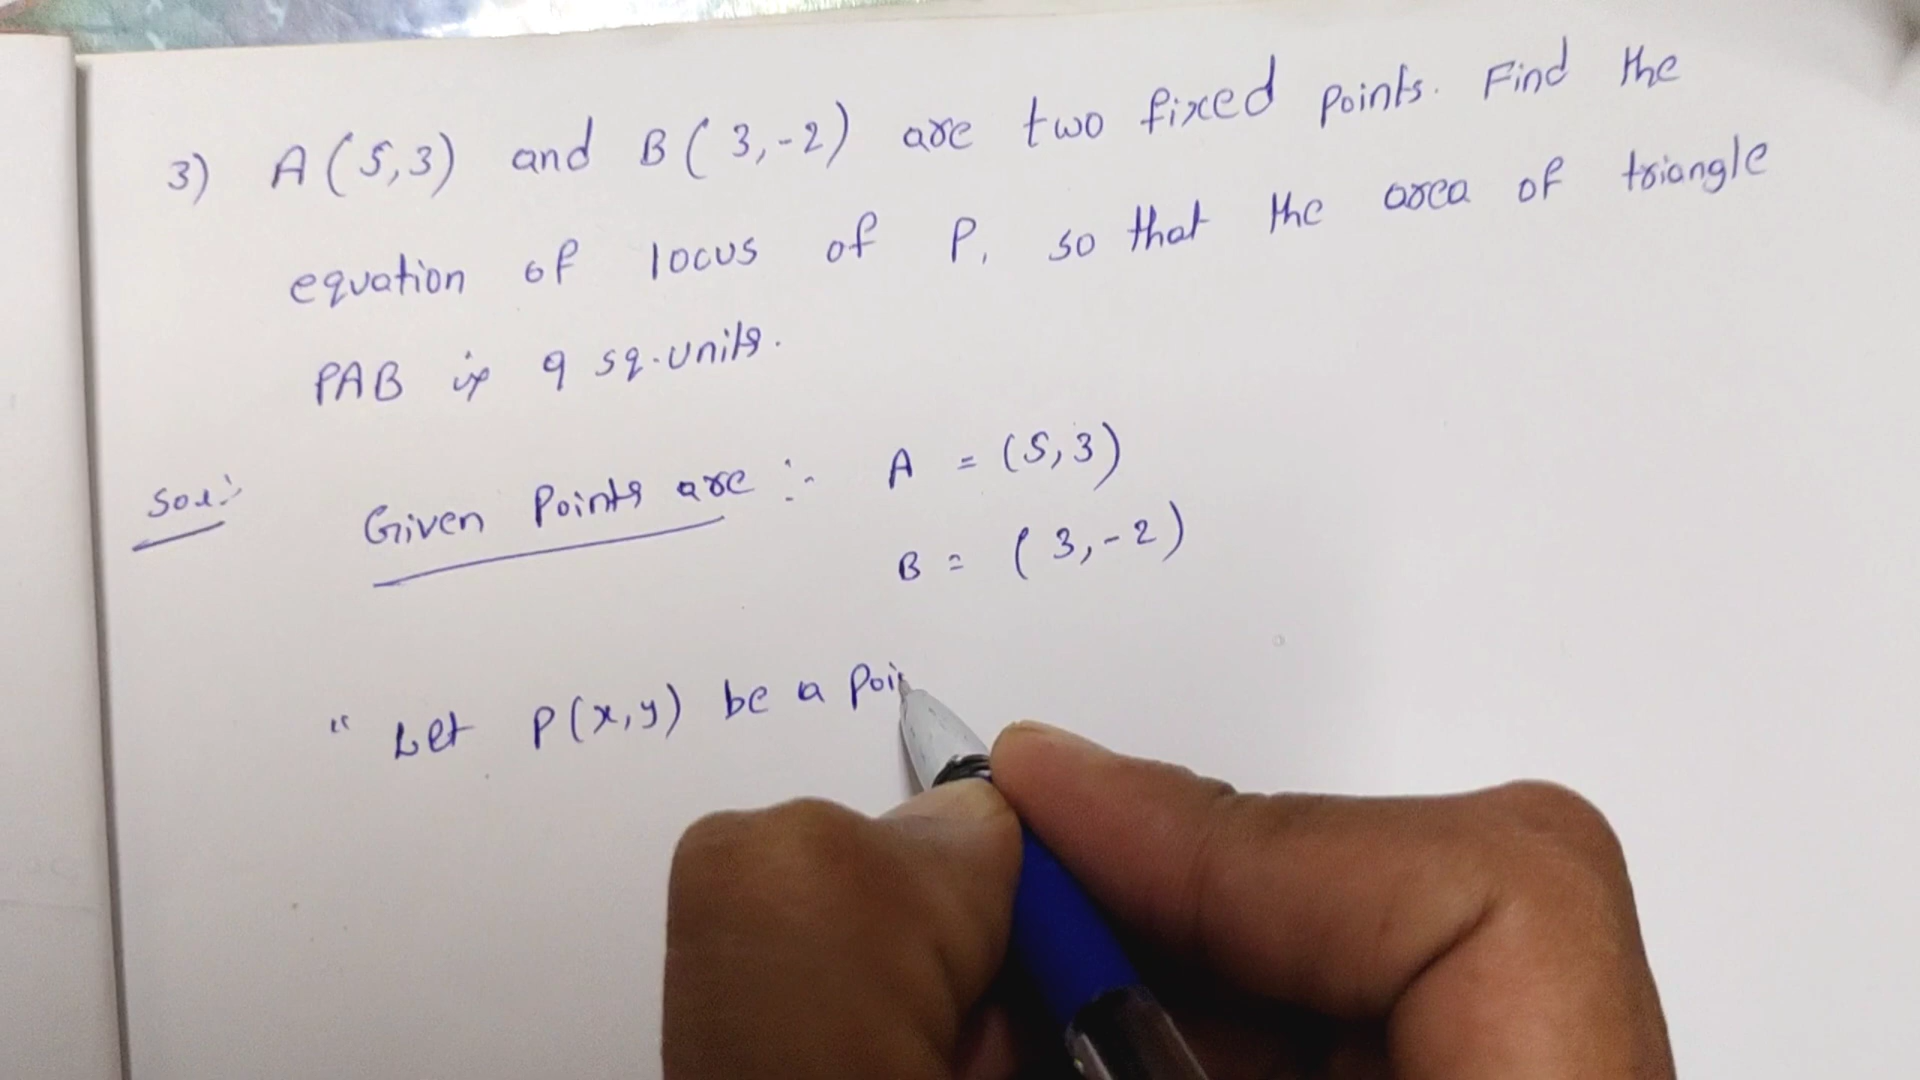 3) A(5,3) and B(3,-2) are two fixed points. Find the
equation of locus of P, so that the area of triangle
PAB is 9 sq.units.
Sol:- Given Points are :- A = (5,3)
B = (3,-2)
" Let P(x,y) be a Poi